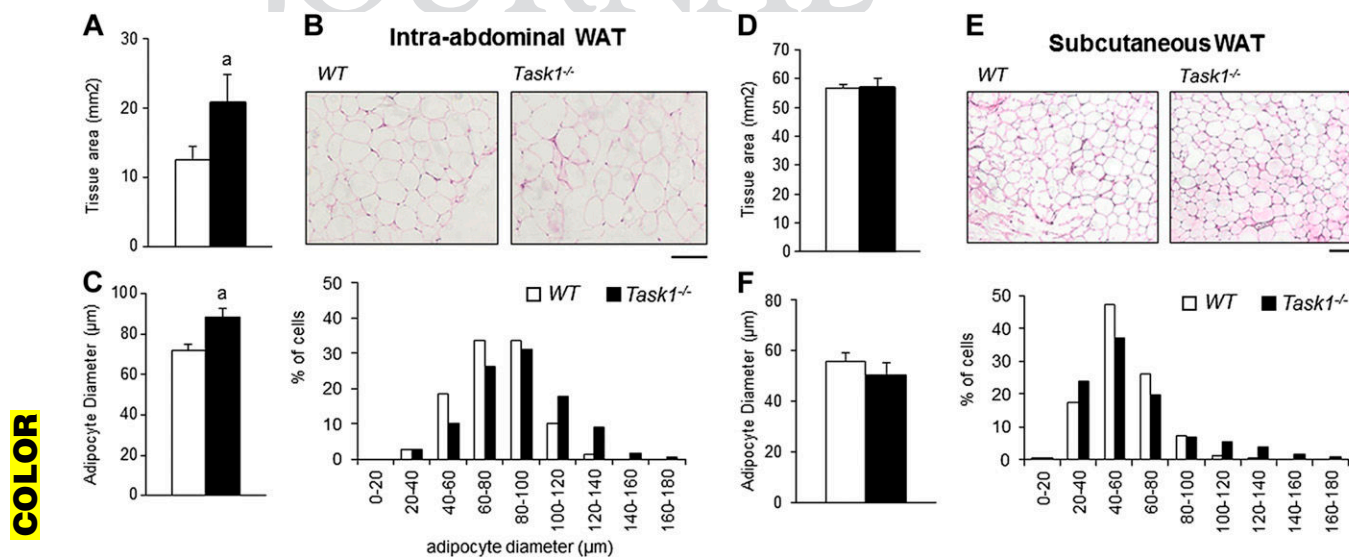 JOURNAL
A
B
Intra-abdominal WAT
D
E
Subcutaneous WAT
30
20
10
0
Tissue area (mm2)
a
WT
Task1-/-
70
60
50
40
30
20
10
0
Tissue area (mm2)
WT
Task1-/-
C
100
80
60
40
20
0
Adipocyte Diameter (µm)
a
50
40
30
20
10
0
% of cells
WT
Task1-/-
0-20
20-40
40-60
60-80
80-100
100-120
120-140
140-160
160-180
adipocyte diameter (µm)
F
80
60
40
20
0
Adipocyte Diameter (µm)
50
40
30
20
10
0
% of cells
WT
Task1-/-
0-20
20-40
40-60
60-80
80-100
100-120
120-140
140-160
160-180
COLOR